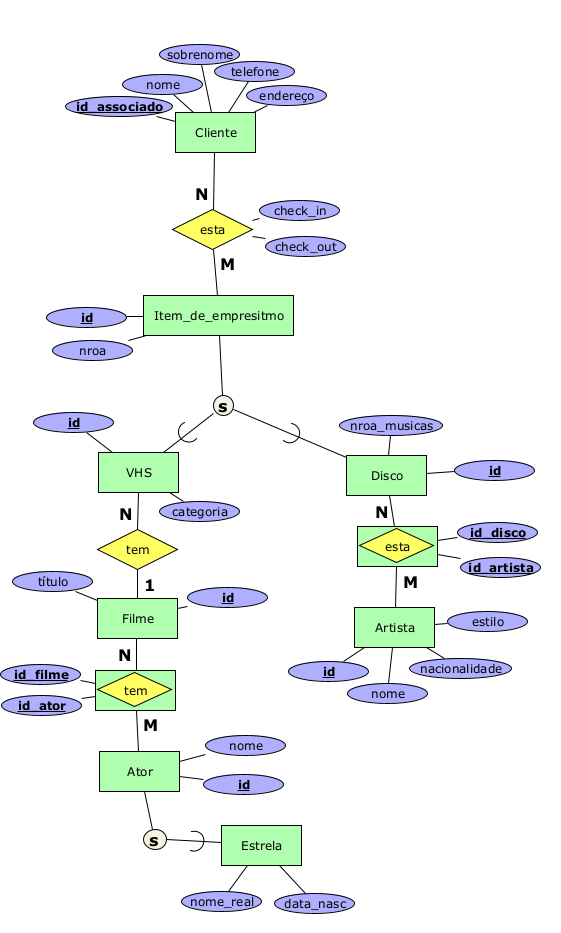 sobrenome
telefone
nome
endereço
id_associado
Cliente
N
check_in
esta
check_out
M
id
Item_de_empresitmo
nroa
s
id
nroa_musicas
VHS
Disco
id
categoria
N
N
id_disco
tem
esta
id_artista
1
M
título
id
Filme
estilo
Artista
N
id
nacionalidade
id_filme
nome
tem
id_ator
M
nome
Ator
id
s
Estrela
nome_real
data_nasc